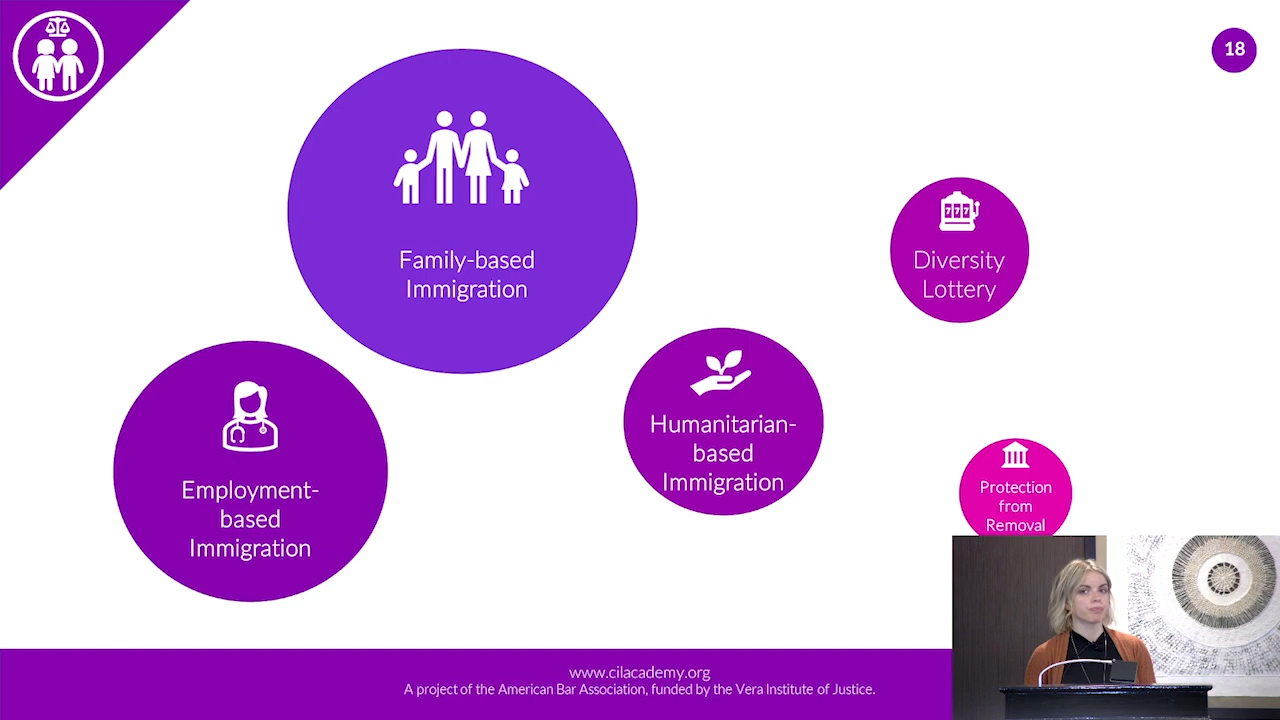 18
Family-based
Immigration
Diversity
Lottery
777
Humanitarian-
based
Immigration
Employment-
based
Immigration
Protection
from
Removal
www.cilacademy.org
A project of the American Bar Association, funded by the Vera Institute of Justice.